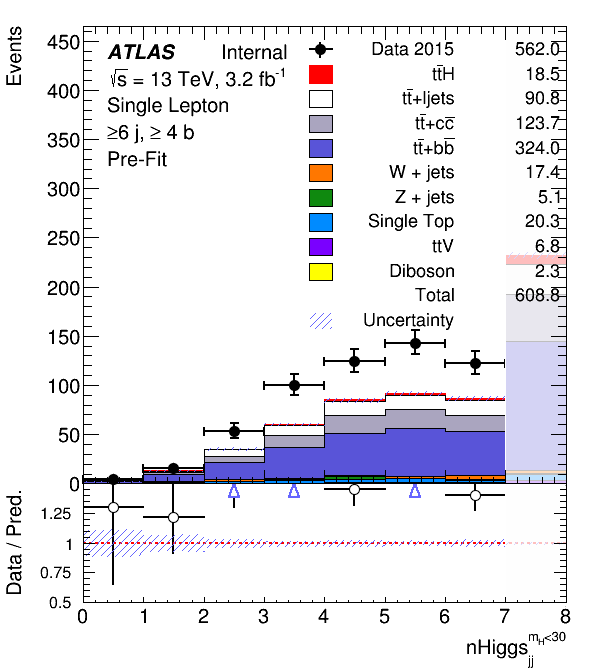 Events
450
400
350
300
250
200
150
100
50
0
ATLAS Internal
√s = 13 TeV, 3.2 fb⁻¹
Single Lepton
≥6 j, ≥ 4 b
Pre-Fit
Data 2015 562.0
tt̄H 18.5
tt̄+ljets 90.8
tt̄+cc̄ 123.7
tt̄+bb̄ 324.0
W + jets 17.4
Z + jets 5.1
Single Top 20.3
ttV 6.8
Diboson 2.3
Total 608.8
Uncertainty
Data / Pred.
1.25
1
0.75
0.5
0 1 2 3 4 5 6 7 8
nHiggs_jj^{m_H<30}